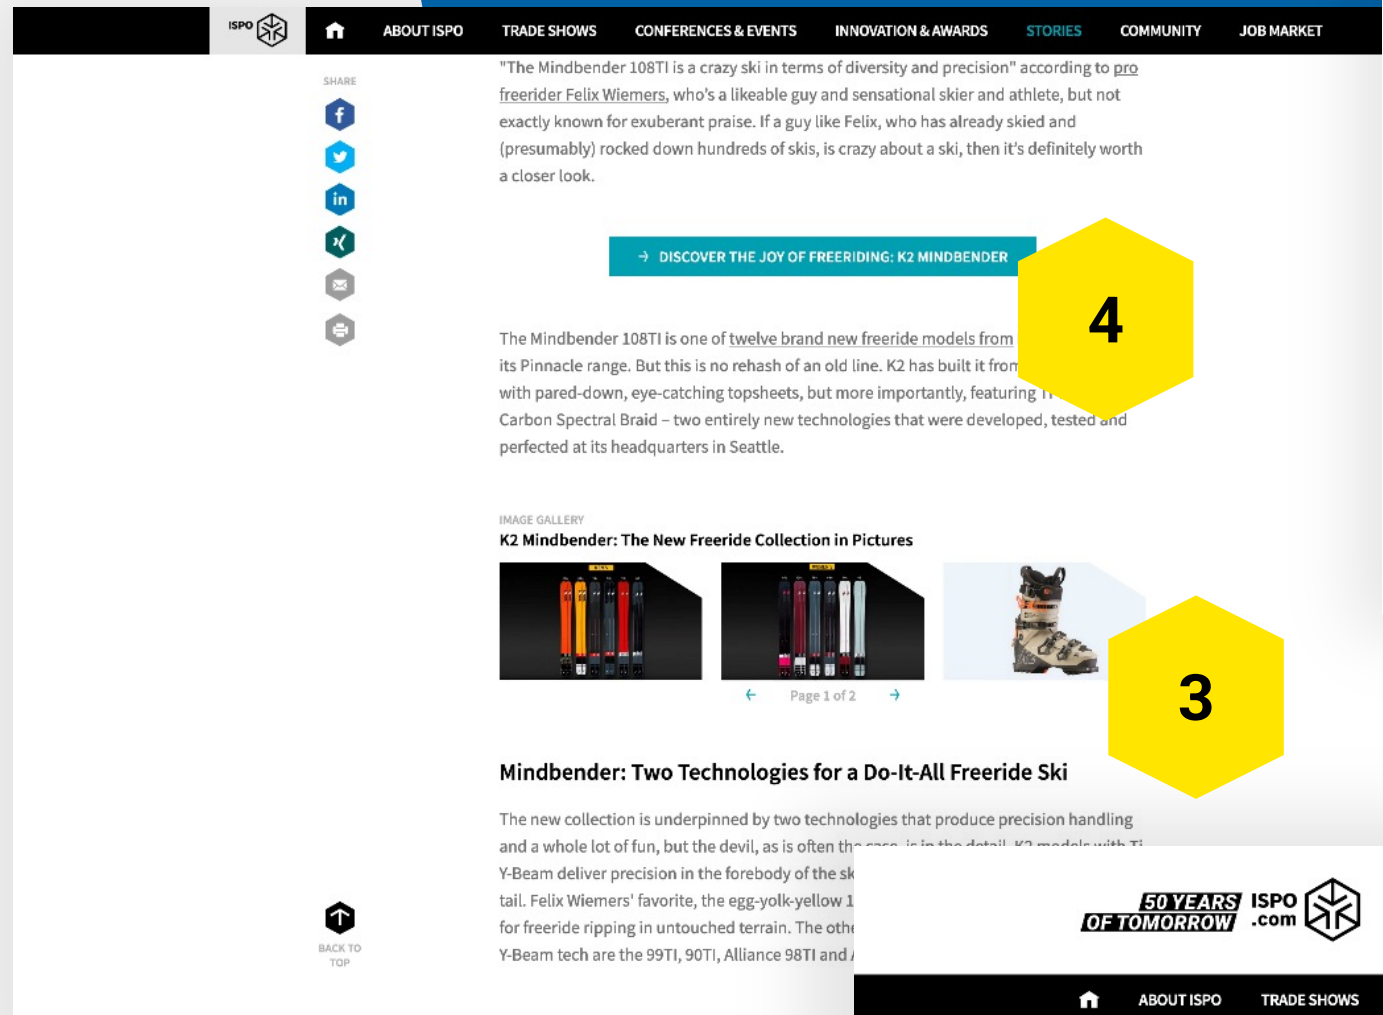 ISPO
ABOUT ISPO
TRADE SHOWS
CONFERENCES & EVENTS
INNOVATION & AWARDS
STORIES
COMMUNITY
JOB MARKET
SHARE
"The Mindbender 108TI is a crazy ski in terms of diversity and precision" according to pro
freerider Felix Wiemers, who's a likeable guy and sensational skier and athlete, but not
exactly known for exuberant praise. If a guy like Felix, who has already skied and
(presumably) rocked down hundreds of skis, is crazy about a ski, then it's definitely worth
a closer look.
→ DISCOVER THE JOY OF FREERIDING: K2 MINDBENDER
4
The Mindbender 108TI is one of twelve brand new freeride models from
its Pinnacle range. But this is no rehash of an old line. K2 has built it from
with pared-down, eye-catching topsheets, but more importantly, featuring
Carbon Spectral Braid – two entirely new technologies that were developed, tested and
perfected at its headquarters in Seattle.
IMAGE GALLERY
K2 Mindbender: The New Freeride Collection in Pictures
← Page 1 of 2 →
3
Mindbender: Two Technologies for a Do-It-All Freeride Ski
The new collection is underpinned by two technologies that produce precision handling
and a whole lot of fun, but the devil, as is often the case, is in the detail. K2 models with Ti
Y-Beam deliver precision in the forebody of the
tail. Felix Wiemers' favorite, the egg-yolk-yellow
for freeride ripping in untouched terrain. The
Y-Beam tech are the 99TI, 90TI, Alliance 98TI and
BACK TO
TOP
50 YEARS
OF TOMORROW
ISPO
.com
ABOUT ISPO
TRADE SHOWS